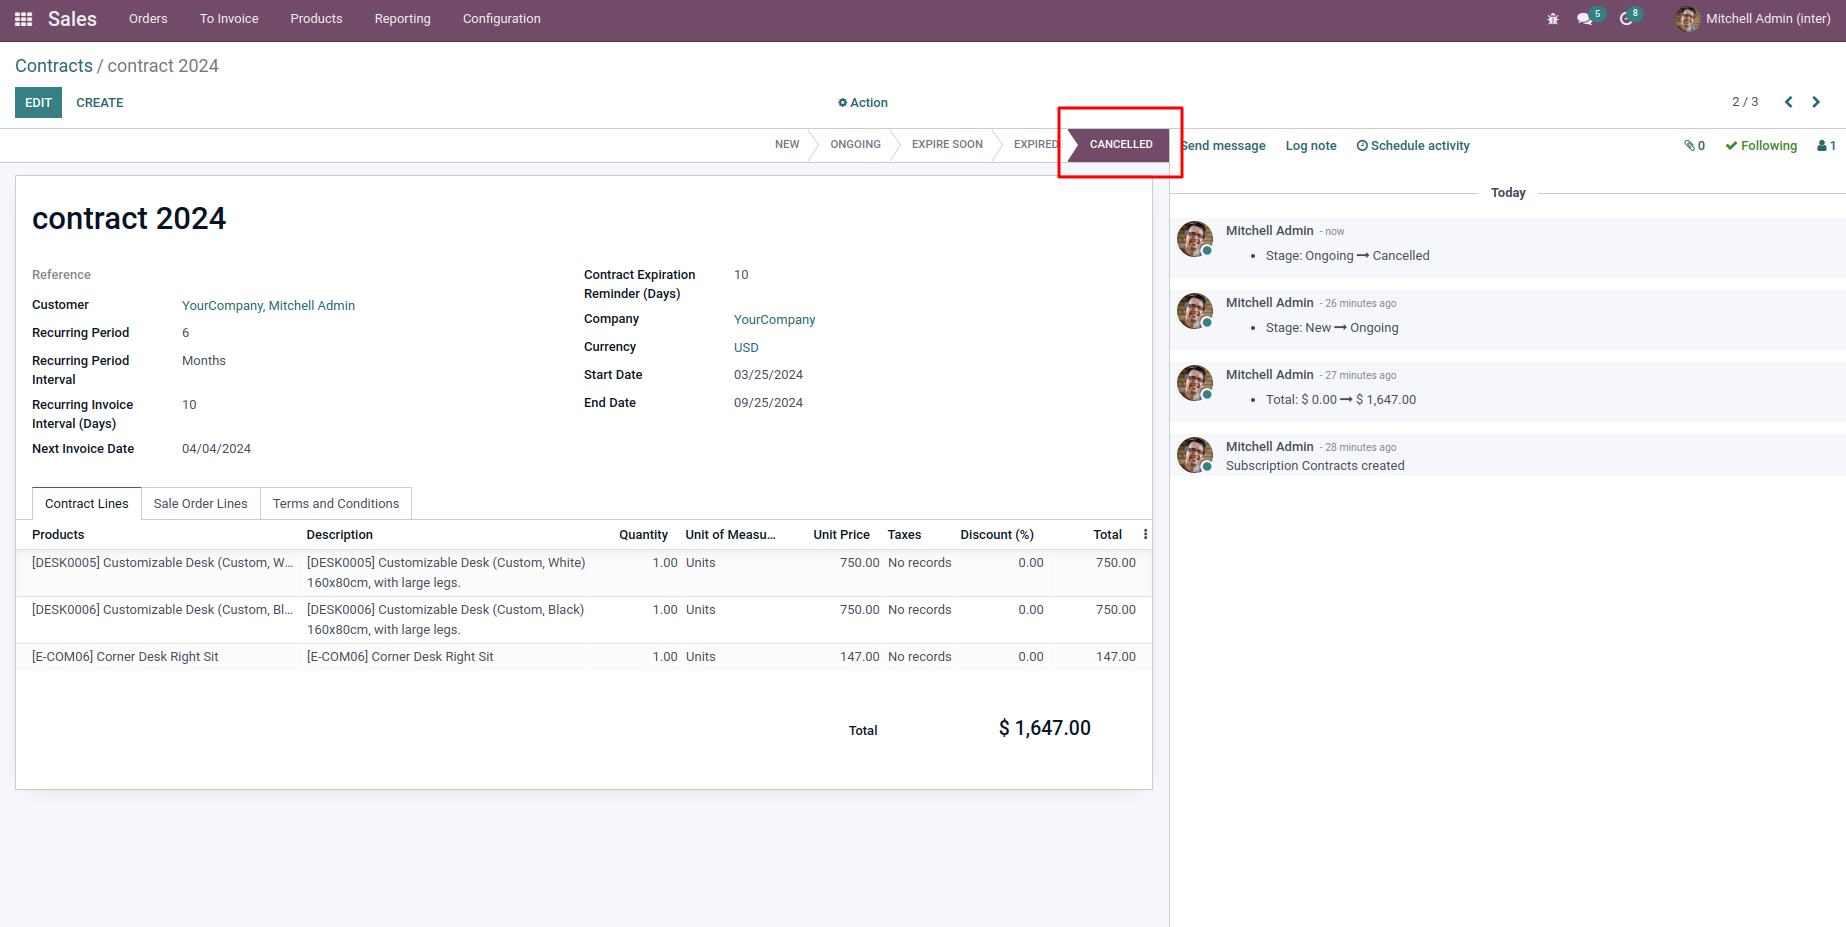 Sales Orders To Invoice Products Reporting Configuration 5 8 Mitchell Admin (inter)
Contracts / contract 2024
EDIT CREATE Action 2 / 3
NEW ONGOING EXPIRE SOON EXPIRED CANCELLED Send message Log note Schedule activity 0 Following 1
contract 2024
Reference
Customer YourCompany, Mitchell Admin
Recurring Period 6
Recurring Period Interval Months
Recurring Invoice Interval (Days) 10
Next Invoice Date 04/04/2024
Contract Expiration Reminder (Days) 10
Company YourCompany
Currency USD
Start Date 03/25/2024
End Date 09/25/2024
Contract Lines Sale Order Lines Terms and Conditions
Products Description Quantity Unit of Measu... Unit Price Taxes Discount (%) Total
[DESK0005] Customizable Desk (Custom, W... [DESK0005] Customizable Desk (Custom, White) 1.00 Units 750.00 No records 0.00 750.00
160x80cm, with large legs.
[DESK0006] Customizable Desk (Custom, Bl... [DESK0006] Customizable Desk (Custom, Black) 1.00 Units 750.00 No records 0.00 750.00
160x80cm, with large legs.
[E-COM06] Corner Desk Right Sit [E-COM06] Corner Desk Right Sit 1.00 Units 147.00 No records 0.00 147.00
Total $ 1,647.00
Today
Mitchell Admin - now
• Stage: Ongoing → Cancelled
Mitchell Admin - 26 minutes ago
• Stage: New → Ongoing
Mitchell Admin - 27 minutes ago
• Total: $ 0.00 → $ 1,647.00
Mitchell Admin - 28 minutes ago
Subscription Contracts created